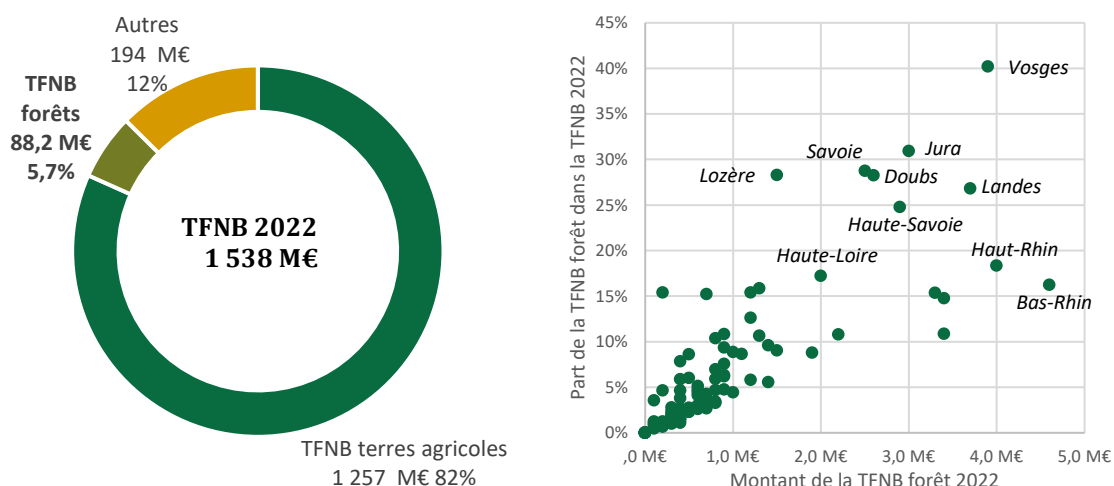 Autres
194 M€
12%
TFNB
forêts
88,2 M€
5,7%
TFNB 2022
1 538 M€
TFNB terres agricoles
1 257 M€ 82%
Part de la TFNB forêt dans la TFNB 2022
45%
40%
35%
30%
25%
20%
15%
10%
5%
0%
Vosges
Jura
Savoie
Doubs
Lozère
Landes
Haute-Savoie
Haute-Loire
Haut-Rhin
Bas-Rhin
,0 M€
1,0 M€
2,0 M€
3,0 M€
4,0 M€
5,0 M€
Montant de la TFNB forêt 2022